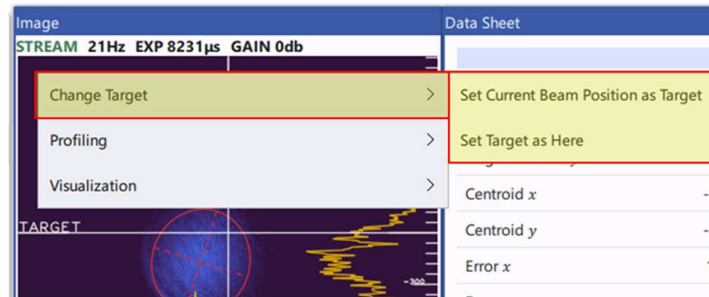 Image
Data Sheet
STREAM 21Hz EXP 8231µs GAIN 0db
Change Target >
Set Current Beam Position as Target
Profiling >
Set Target as Here
Visualization >
Centroid x -
TARGET
Centroid y -
Error x
-300